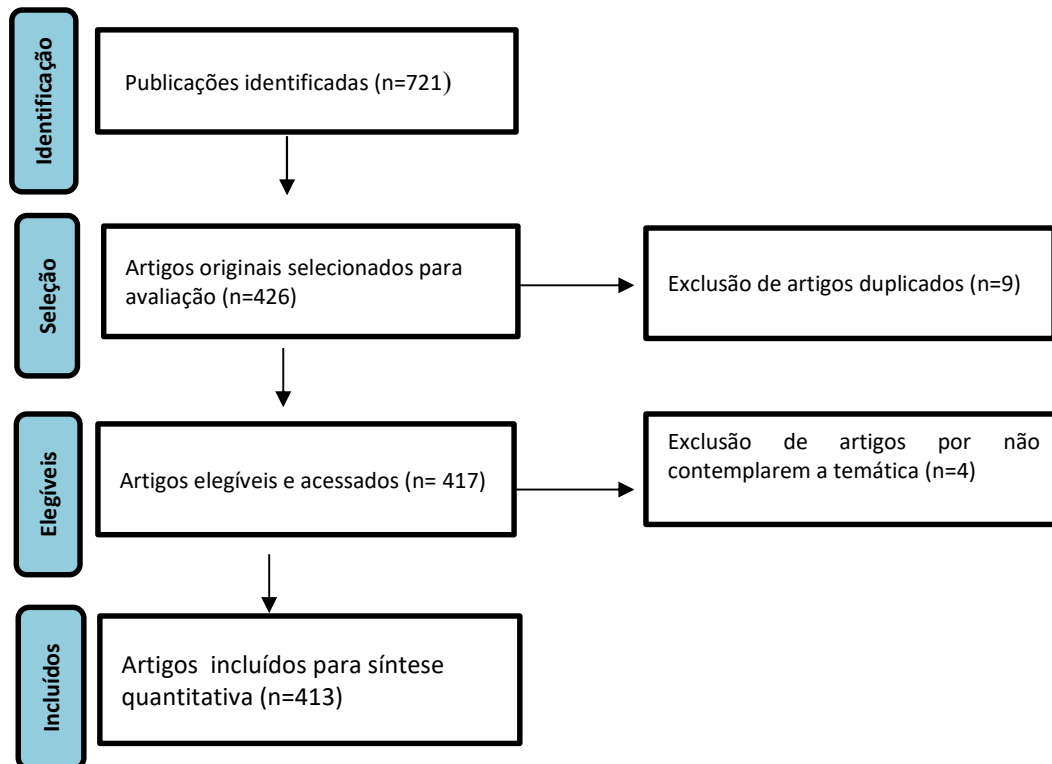 Identificação
Publicações identificadas (n=721)
Seleção
Artigos originais selecionados para
avaliação (n=426)
Exclusão de artigos duplicados (n=9)
Elegíveis
Artigos elegíveis e acessados (n= 417)
Exclusão de artigos por não
contemplarem a temática (n=4)
Incluídos
Artigos incluídos para síntese
quantitativa (n=413)